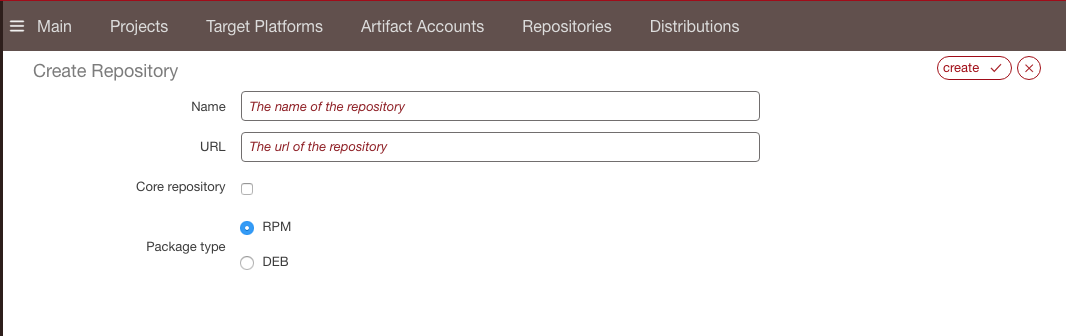 Main Projects Target Platforms Artifact Accounts Repositories Distributions
Create Repository create
Name The name of the repository
URL The url of the repository
Core repository
RPM
Package type
DEB